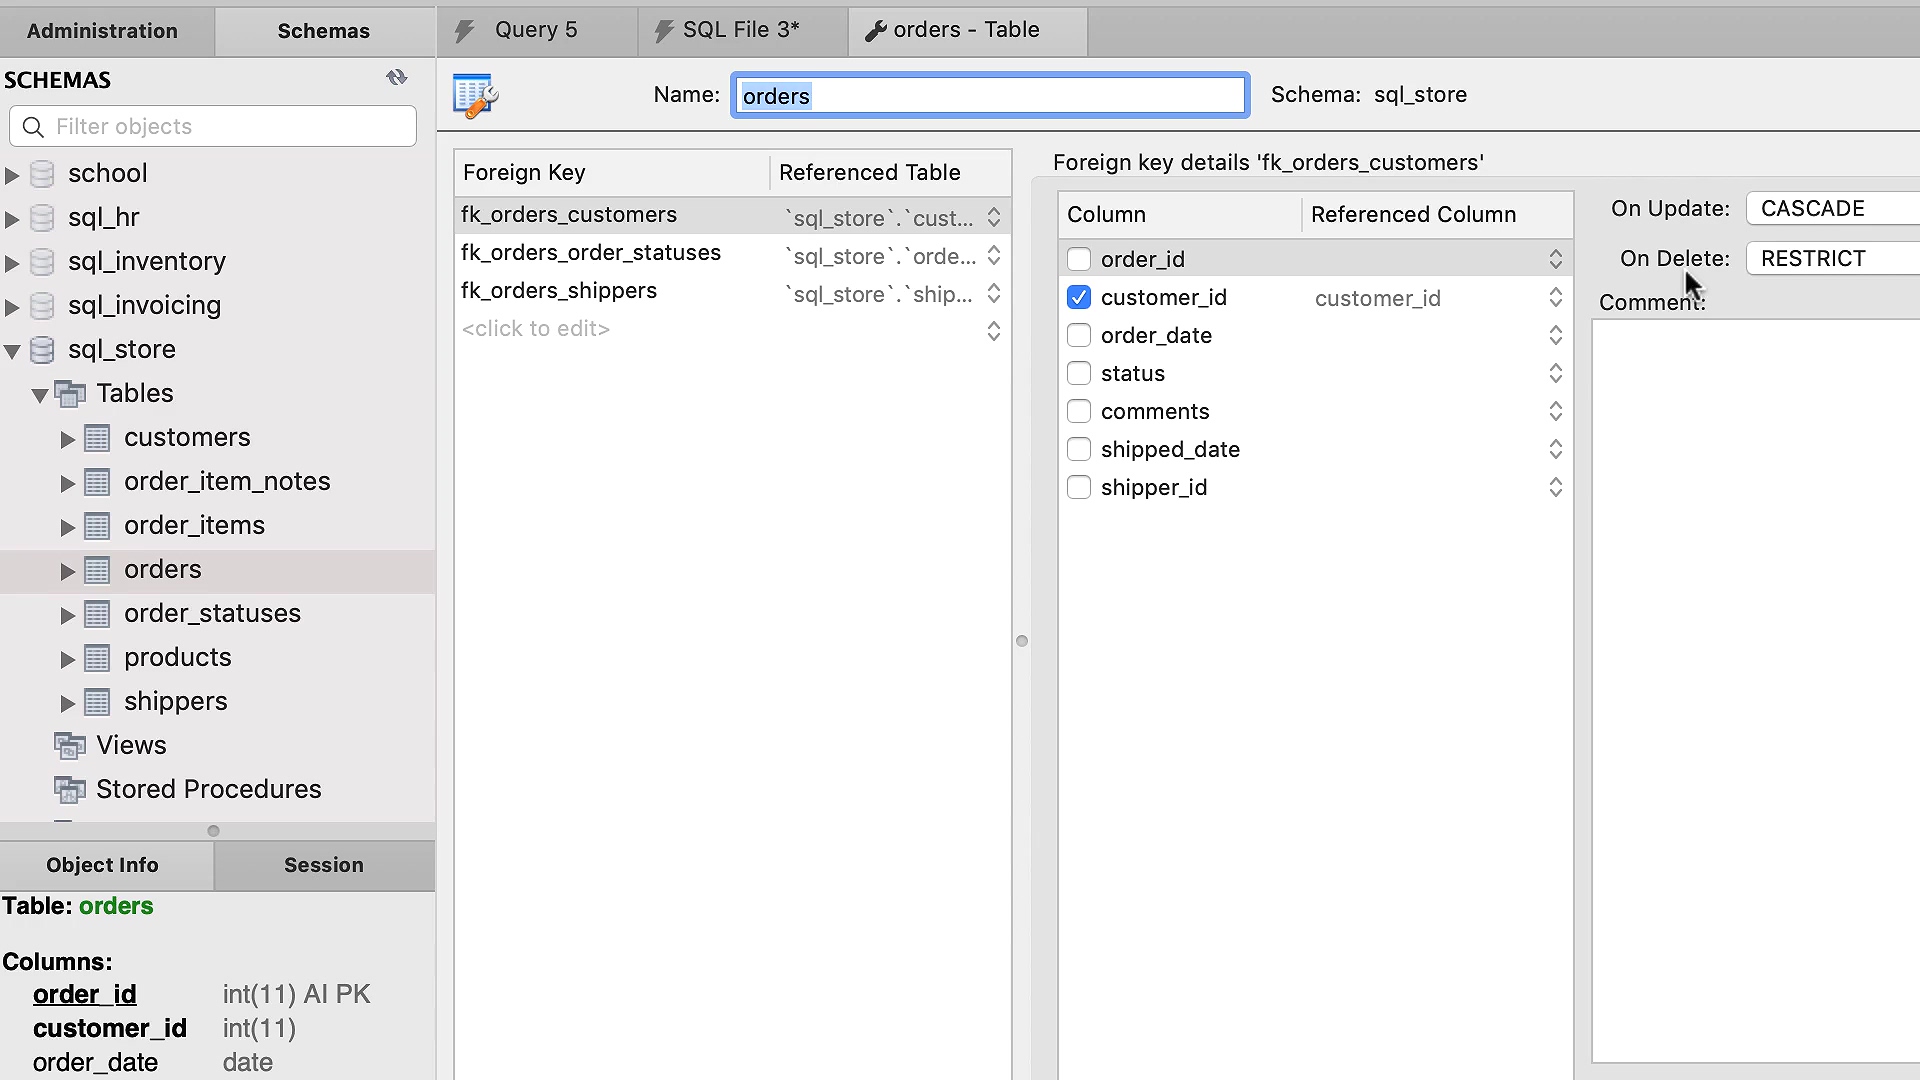 Administration
Schemas
Query 5
SQL File 3*
orders - Table
SCHEMAS
Filter objects
school
sql_hr
sql_inventory
sql_invoicing
sql_store
Tables
customers
order_item_notes
order_items
orders
order_statuses
products
shippers
Views
Stored Procedures
Object Info
Session
Table: orders
Columns:
order_id int(11) AI PK
customer_id int(11)
order_date date
Name: orders
Schema: sql_store
Foreign Key Referenced Table
fk_orders_customers `sql_store`.`cust...
fk_orders_order_statuses `sql_store`.`orde...
fk_orders_shippers `sql_store`.`ship...
<click to edit>
Foreign key details 'fk_orders_customers'
Column Referenced Column
order_id
customer_id customer_id
order_date
status
comments
shipped_date
shipper_id
On Update: CASCADE
On Delete: RESTRICT
Comment: